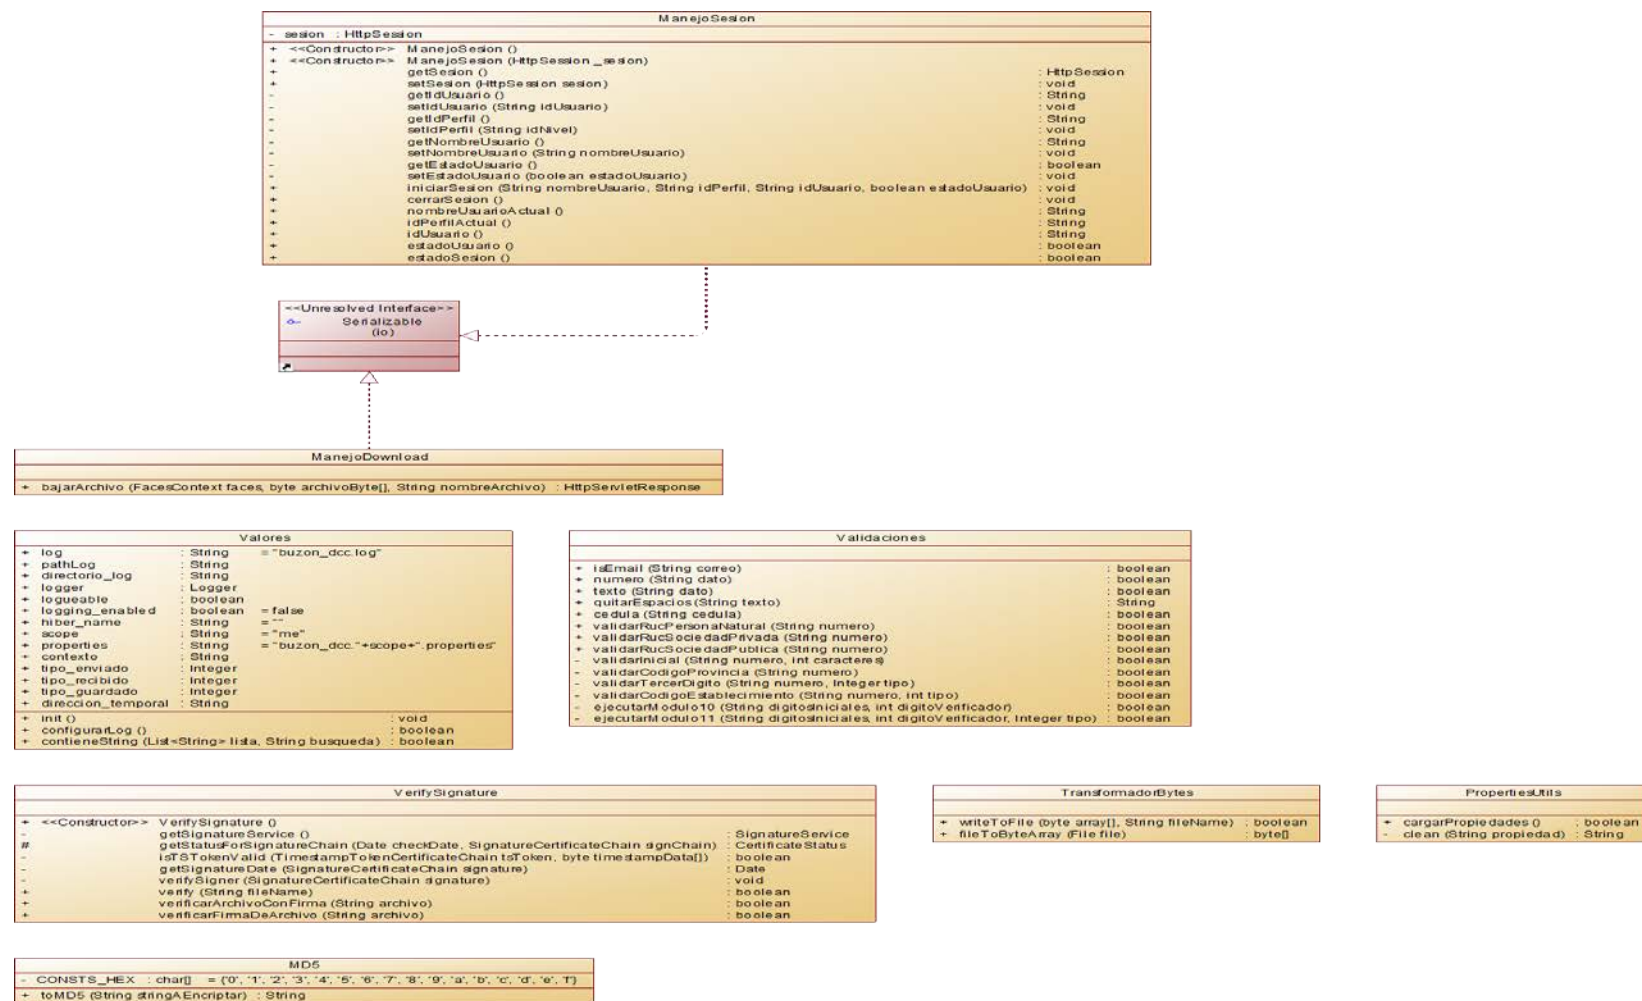 ManejoSesion
- sesion : HttpSession
+ <<Constructor>> ManejoSesion ()
+ <<Constructor>> ManejoSesion (HttpSession _sesion)
+ getSesion () : HttpSession
+ setSesion (HttpSession sesion) : void
- getIdUsuario () : String
- setIdUsuario (String idUsuario) : void
- getIdPerfil () : String
- setIdPerfil (String idNivel) : void
- getNombreUsuario () : String
- setNombreUsuario (String nombreUsuario) : void
- getEstadoUsuario () : boolean
- setEstadoUsuario (boolean estadoUsuario) : void
+ iniciarSesion (String nombreUsuario, String idPerfil, String idUsuario, boolean estadoUsuario) : void
+ cerrarSesion () : void
+ nombreUsuarioActual () : String
+ idPerfilActual () : String
+ idUsuario () : String
+ estadoUsuario () : boolean
+ estadoSesion () : boolean
<<Unresolved Interface>>
Serializable
(io)
ManejoDownload
+ bajarArchivo (FacesContext faces, byte archivoByte[], String nombreArchivo) : HttpServletResponse
Valores
+ log : String = "buzon_dcc.log"
+ pathLog : String
+ directorio_log : String
+ logger : Logger
+ logueable : boolean
+ logging_enabled : boolean = false
+ hiber_name : String = ""
+ scope : String = "me"
+ properties : String = "buzon_dcc."+scope+".properties"
+ contexto : String
+ tipo_enviado : Integer
+ tipo_recibido : Integer
+ tipo_guardado : Integer
+ direccion_temporal : String
+ init () : void
+ configurarLog () : boolean
+ contieneString (List<String> lista, String busqueda) : boolean
Validaciones
+ isEmail (String correo) : boolean
+ numero (String dato) : boolean
+ texto (String dato) : boolean
+ quitarEspacios (String texto) : String
+ cedula (String cedula) : boolean
+ validarRucPersonaNatural (String numero) : boolean
+ validarRucSociedadPrivada (String numero) : boolean
+ validarRucSociedadPublica (String numero) : boolean
- validarInicial (String numero, int caracteres) : boolean
- validarCodigoProvincia (String numero) : boolean
- validarTercerDigito (String numero, Integer tipo) : boolean
- validarCodigoEstablecimiento (String numero, int tipo) : boolean
- ejecutarModulo10 (String digitosIniciales, int digitoVerificador) : boolean
- ejecutarModulo11 (String digitosIniciales, int digitoVerificador, Integer tipo) : boolean
VerifySignature
+ <<Constructor>> VerifySignature ()
- getSignatureService () : SignatureService
# getStatusForSignatureChain (Date checkDate, SignatureCertificateChain signChain) : CertificateStatus
- isTSTokenValid (TimestampTokenCertificateChain tsToken, byte timestampData[]) : boolean
- getSignatureDate (SignatureCertificateChain signature) : Date
- verifySigner (SignatureCertificateChain signature) : void
+ verify (String fileName) : boolean
+ verificarArchivoConFirma (String archivo) : boolean
+ verificarFirmaDeArchivo (String archivo) : boolean
TransformadorBytes
+ writeToFile (byte array[], String fileName) : boolean
+ fileToByteArray (File file) : byte[]
PropertiesUtils
+ cargarPropiedades () : boolean
- clean (String propiedad) : String
MD5
- CONSTS_HEX : char[] = {'0', '1', '2', '3', '4', '5', '6', '7', '8', '9', 'a', 'b', 'c', 'd', 'e', 'f'}
+ toMD5 (String stringAEncriptar) : String